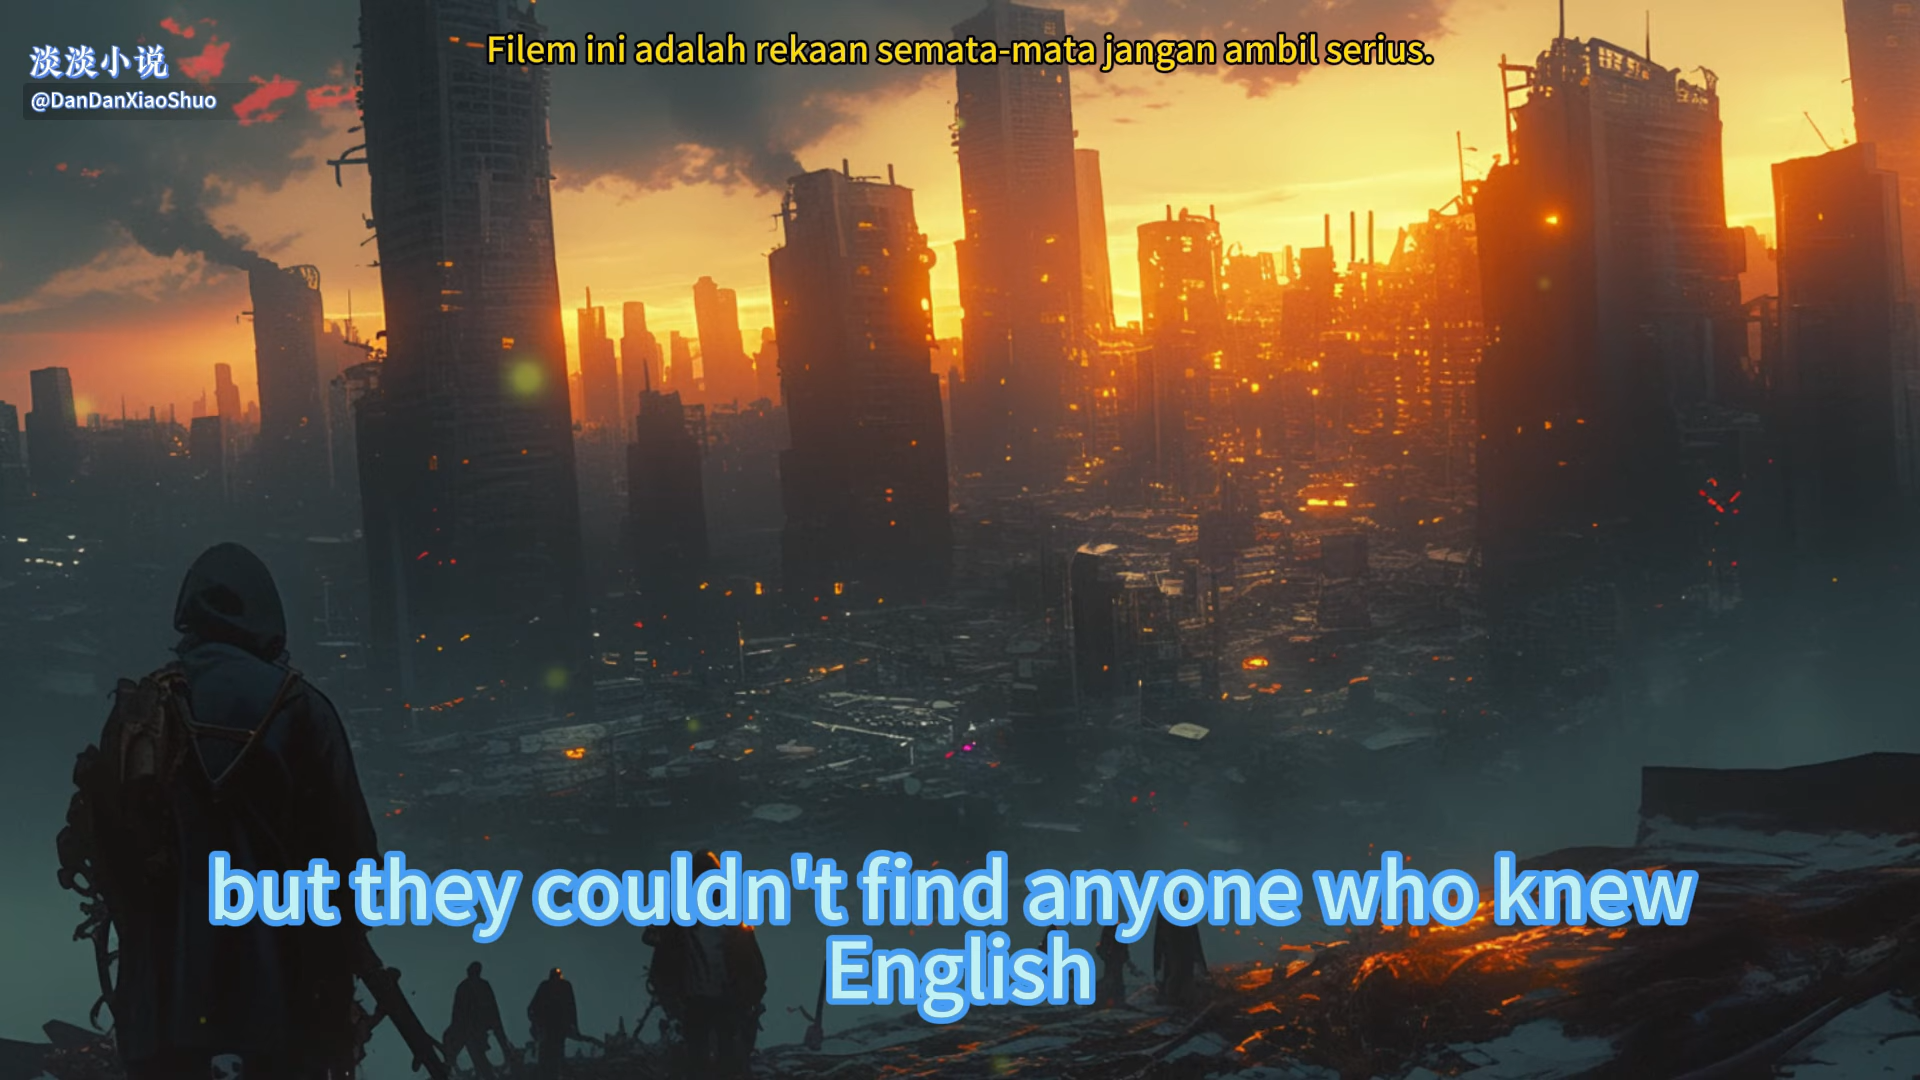 淡淡小说
@DanDanXiaoShuo
Filem ini adalah rekaan semata-mata jangan ambil serius.
but they couldn't find anyone who knew
English